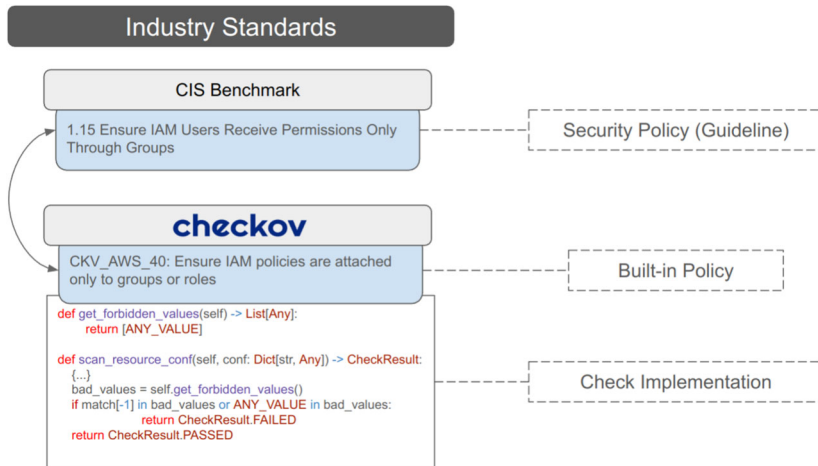 Industry Standards
CIS Benchmark
1.15 Ensure IAM Users Receive Permissions Only
Through Groups
Security Policy (Guideline)
checkov
CKV_AWS_40: Ensure IAM policies are attached
only to groups or roles
Built-in Policy
def get_forbidden_values(self) -> List[Any]:
return [ANY_VALUE]
def scan_resource_conf(self, conf: Dict[str, Any]) -> CheckResult:
{...}
bad_values = self.get_forbidden_values()
if match[-1] in bad_values or ANY_VALUE in bad_values:
return CheckResult.FAILED
return CheckResult.PASSED
Check Implementation